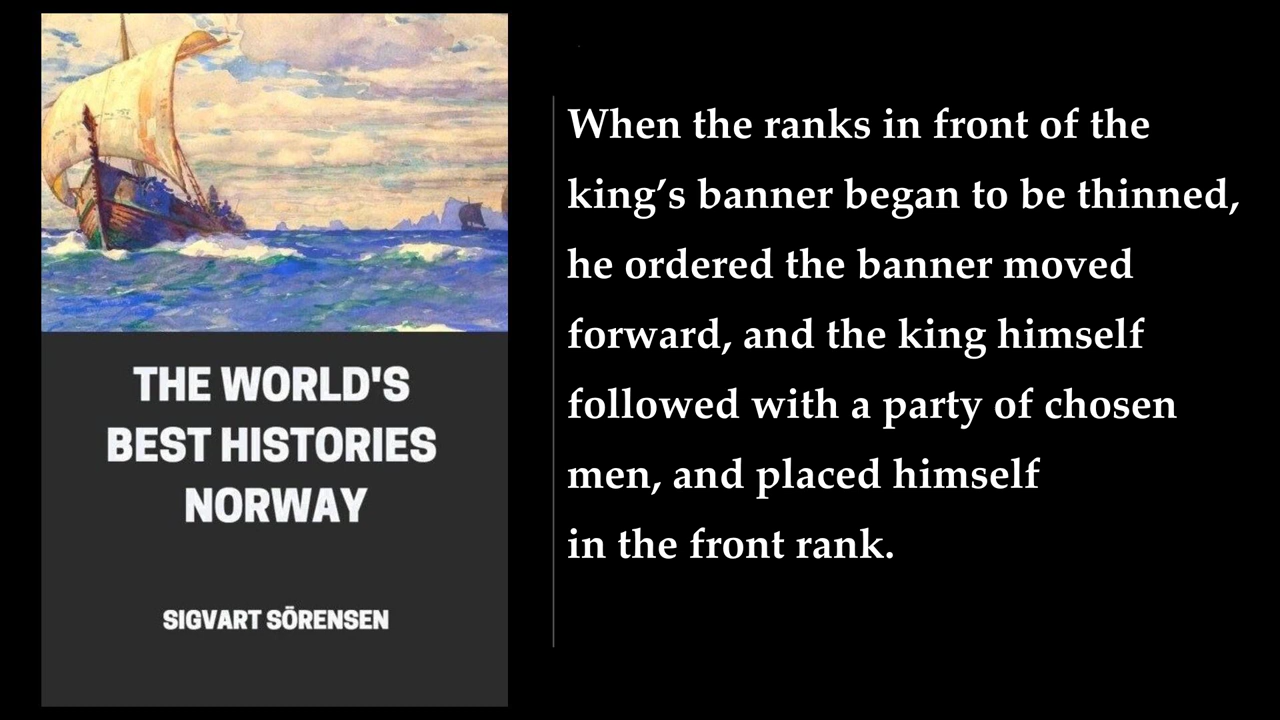 THE WORLD'S
BEST HISTORIES
NORWAY
SIGVART SÖRENSEN
When the ranks in front of the
king’s banner began to be thinned,
he ordered the banner moved
forward, and the king himself
followed with a party of chosen
men, and placed himself
in the front rank.